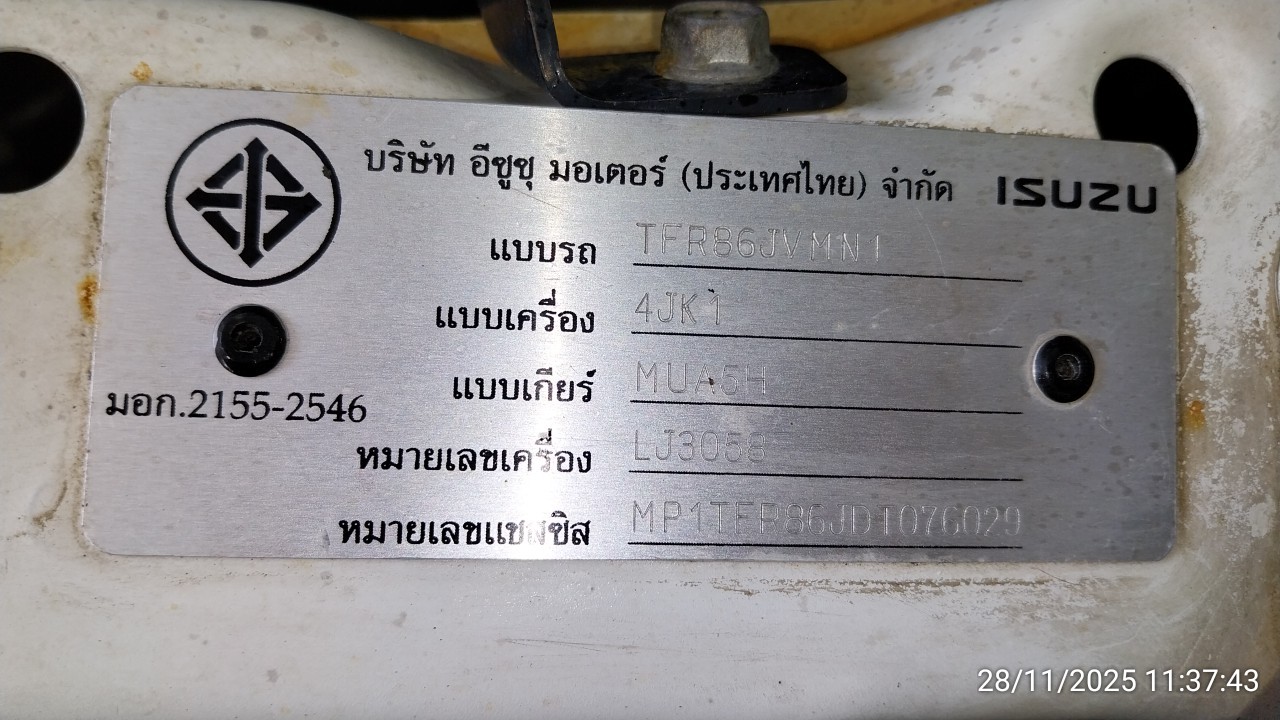 บริษัท อีซูซุ มอเตอร์ (ประเทศไทย) จำกัด ISUZU
แบบรถ TFR86JVMN1
แบบเครื่อง 4JK1
แบบเกียร์ MUA5H
มอก.2155-2546
หมายเลขเครื่อง LJ3058
หมายเลขแชสซิส MP1TFR86JDT076029
28/11/2025 11:37:43